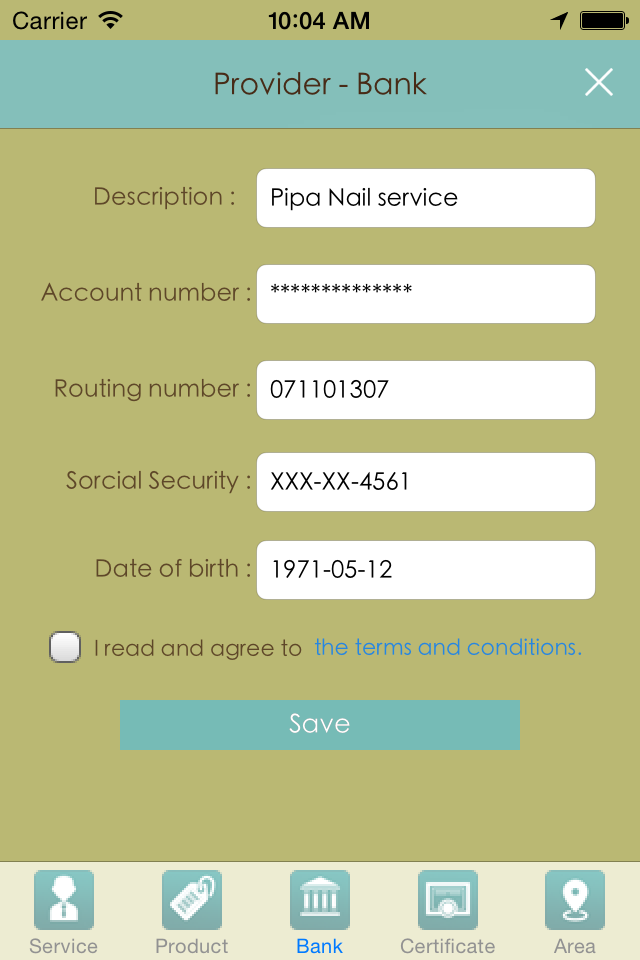 Carrier 10:04 AM
Provider - Bank
Description : Pipa Nail service
Account number : **************
Routing number : 071101307
Sorcial Security : XXX-XX-4561
Date of birth : 1971-05-12
I read and agree to the terms and conditions.
Save
Service Product Bank Certificate Area